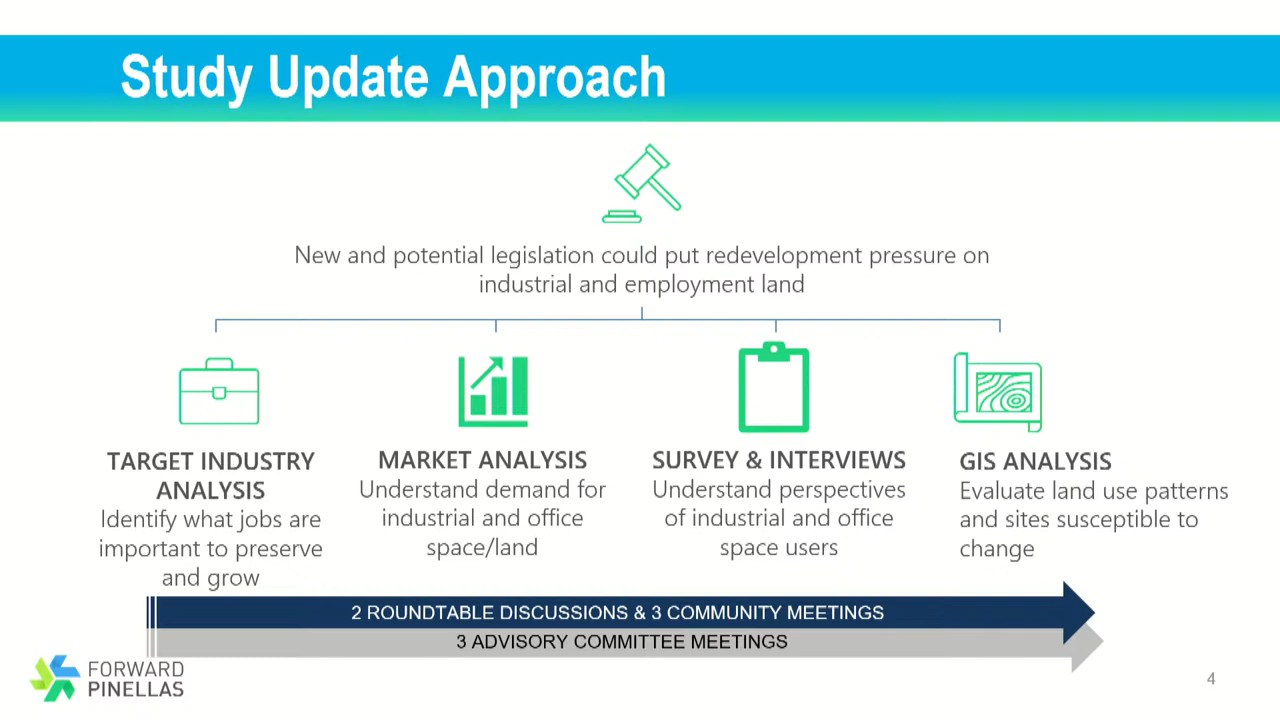 Study Update Approach
New and potential legislation could put redevelopment pressure on
industrial and employment land
TARGET INDUSTRY
ANALYSIS
Identify what jobs are
important to preserve
and grow
MARKET ANALYSIS
Understand demand for
industrial and office
space/land
SURVEY & INTERVIEWS
Understand perspectives
of industrial and office
space users
GIS ANALYSIS
Evaluate land use patterns
and sites susceptible to
change
2 ROUNDTABLE DISCUSSIONS & 3 COMMUNITY MEETINGS
3 ADVISORY COMMITTEE MEETINGS
FORWARD
PINELLAS
4